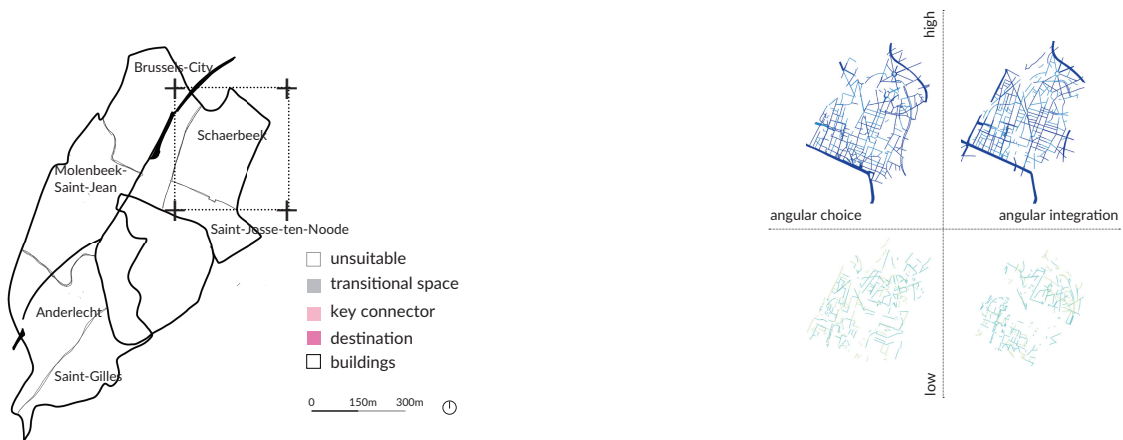 Brussels-City
Schaerbeek
Molenbeek-
Saint-Jean
Saint-Josse-ten-Noode
Anderlecht
Saint-Gilles
unsuitable
transitional space
key connector
destination
buildings
0 150m 300m
high
angular choice
angular integration
low